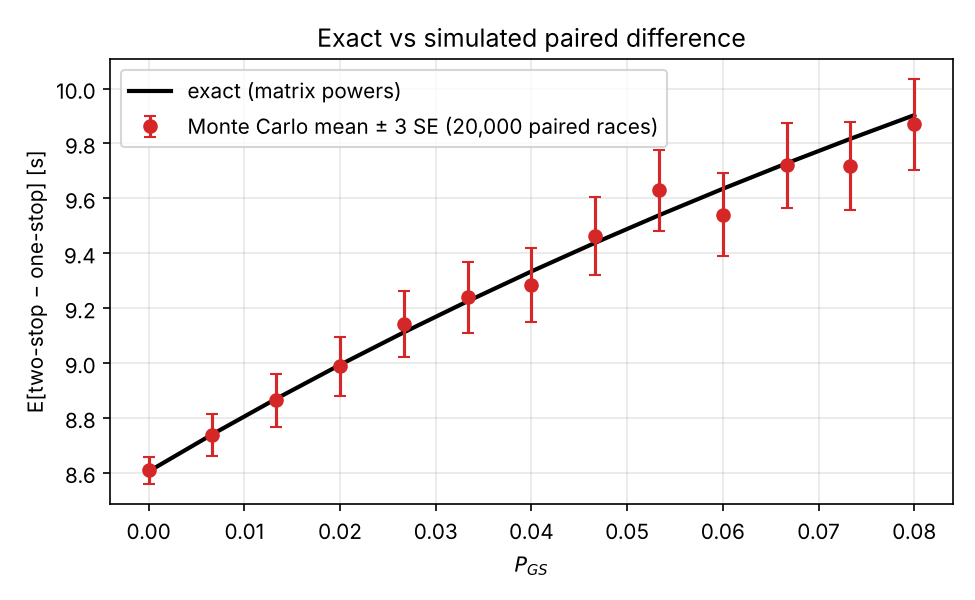 Exact vs simulated paired difference
exact (matrix powers)
Monte Carlo mean ± 3 SE (20,000 paired races)
E[two-stop − one-stop] [s]
10.0
9.8
9.6
9.4
9.2
9.0
8.8
8.6
0.00 0.01 0.02 0.03 0.04 0.05 0.06 0.07 0.08
P_GS